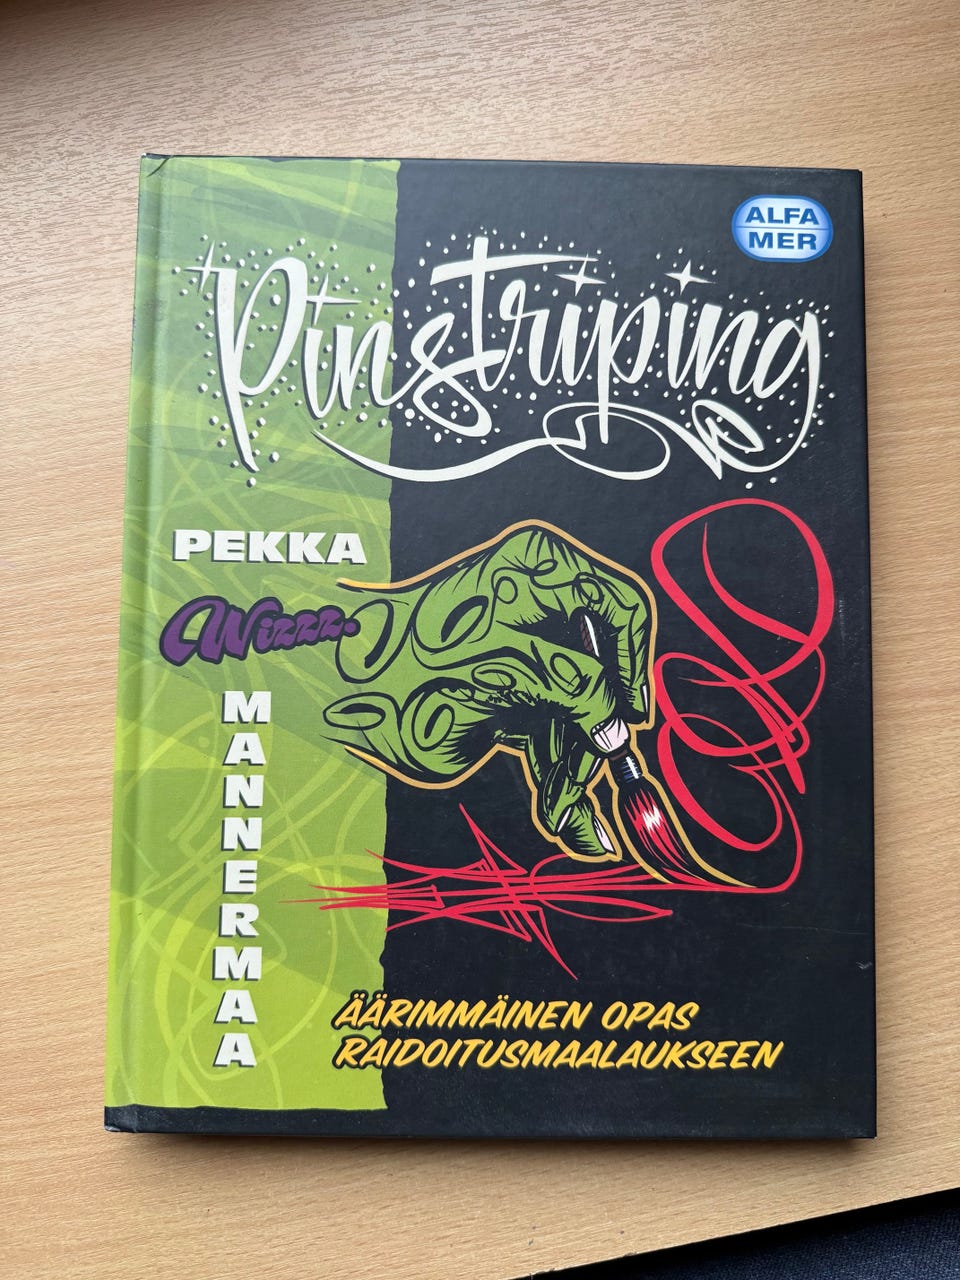 ALFA
MER
Pinstriping
PEKKA
Wizzz.
MANNERMAA
ÄÄRIMMÄINEN OPAS
RAIDOITUSMAALAUKSEEN